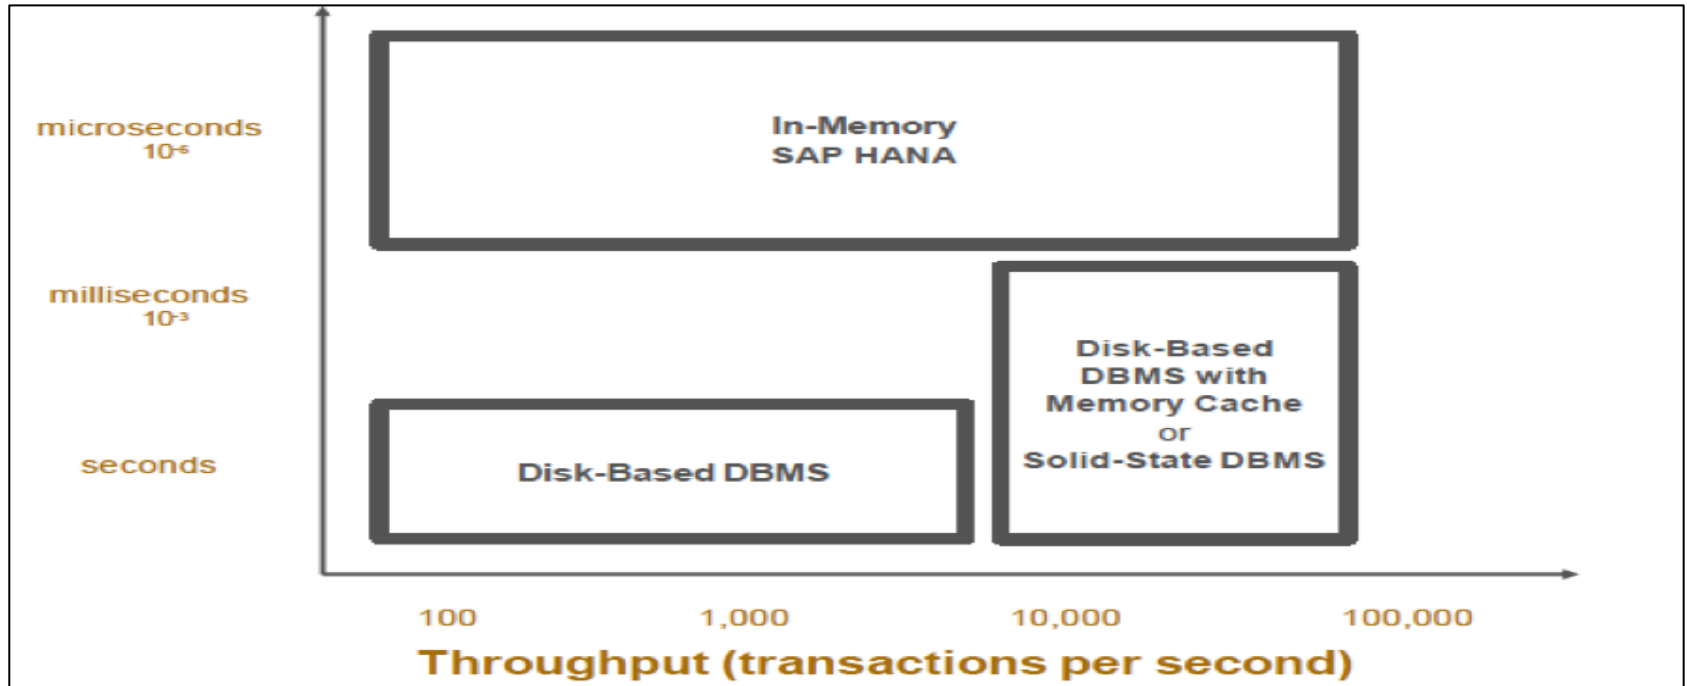 microseconds
10-6
In-Memory
SAP HANA
milliseconds
10-3
Disk-Based
DBMS with
Memory Cache
or
Solid-State DBMS
seconds
Disk-Based DBMS
100
1,000
10,000
100,000
Throughput (transactions per second)